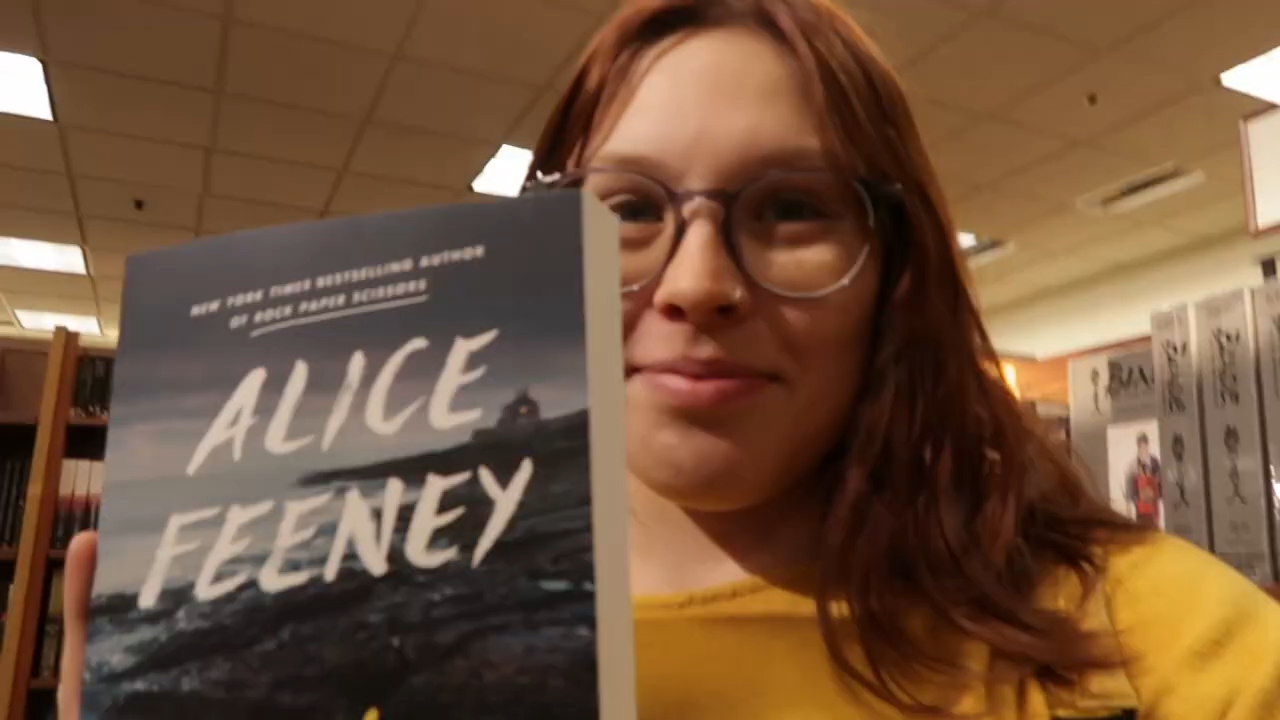 NEW YORK TIMES BESTSELLING AUTHOR
OF ROCK PAPER SCISSORS
ALICE
FEENEY